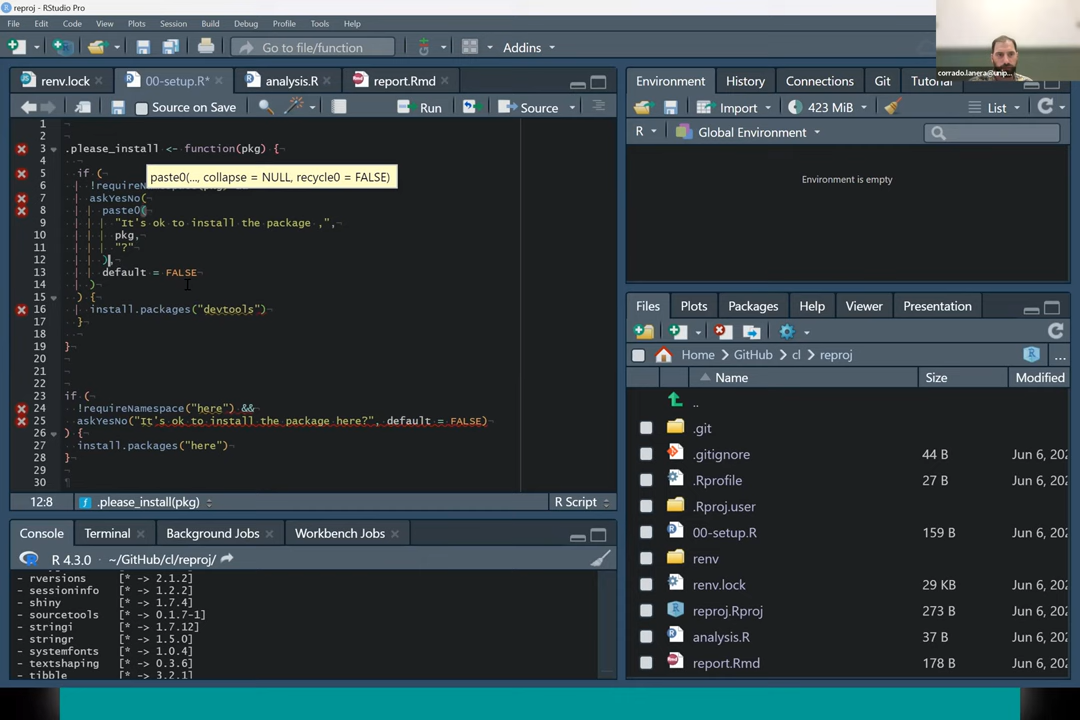 reproj - RStudio Pro
File Edit Code View Plots Session Build Debug Profile Tools Help
Go to file/function Addins
corrado.lanera@unip...
renv.lock 00-setup.R* analysis.R report.Rmd
Source on Save Run Source
1
2
3 .please_install <- function(pkg) {
4
5 if (
paste0(..., collapse = NULL, recycle0 = FALSE)
6 !requireN
7 askYesNo(
8 paste0(
9 "It's ok to install the package ,",
10 pkg,
11 "?"
12 ),
13 default = FALSE
14 )
15 ) {
16 install.packages("devtools")
17 }
18
19 }
20
21
22
23 if (
24 !requireNamespace("here") &&
25 askYesNo("It's ok to install the package here?", default = FALSE)
26 ) {
27 install.packages("here")
28 }
29
30
12:8 .please_install(pkg) R Script
Console Terminal Background Jobs Workbench Jobs
R 4.3.0 · ~/GitHub/cl/reproj/
- rversions [* -> 2.1.2]
- sessioninfo [* -> 1.2.2]
- shiny [* -> 1.7.4]
- sourcetools [* -> 0.1.7-1]
- stringi [* -> 1.7.12]
- stringr [* -> 1.5.0]
- systemfonts [* -> 1.0.4]
- textshaping [* -> 0.3.6]
- tibble [* -> 3.2.1]
Environment History Connections Git Tutorial
Import 423 MiB List
R Global Environment
Environment is empty
Files Plots Packages Help Viewer Presentation
Home GitHub cl reproj ...
Name Size Modified
..
.git
.gitignore 44 B Jun 6, 202
.Rprofile 27 B Jun 6, 202
.Rproj.user
00-setup.R 159 B Jun 6, 202
renv
renv.lock 29 KB Jun 6, 202
reproj.Rproj 273 B Jun 6, 202
analysis.R 37 B Jun 6, 202
report.Rmd 178 B Jun 6, 202